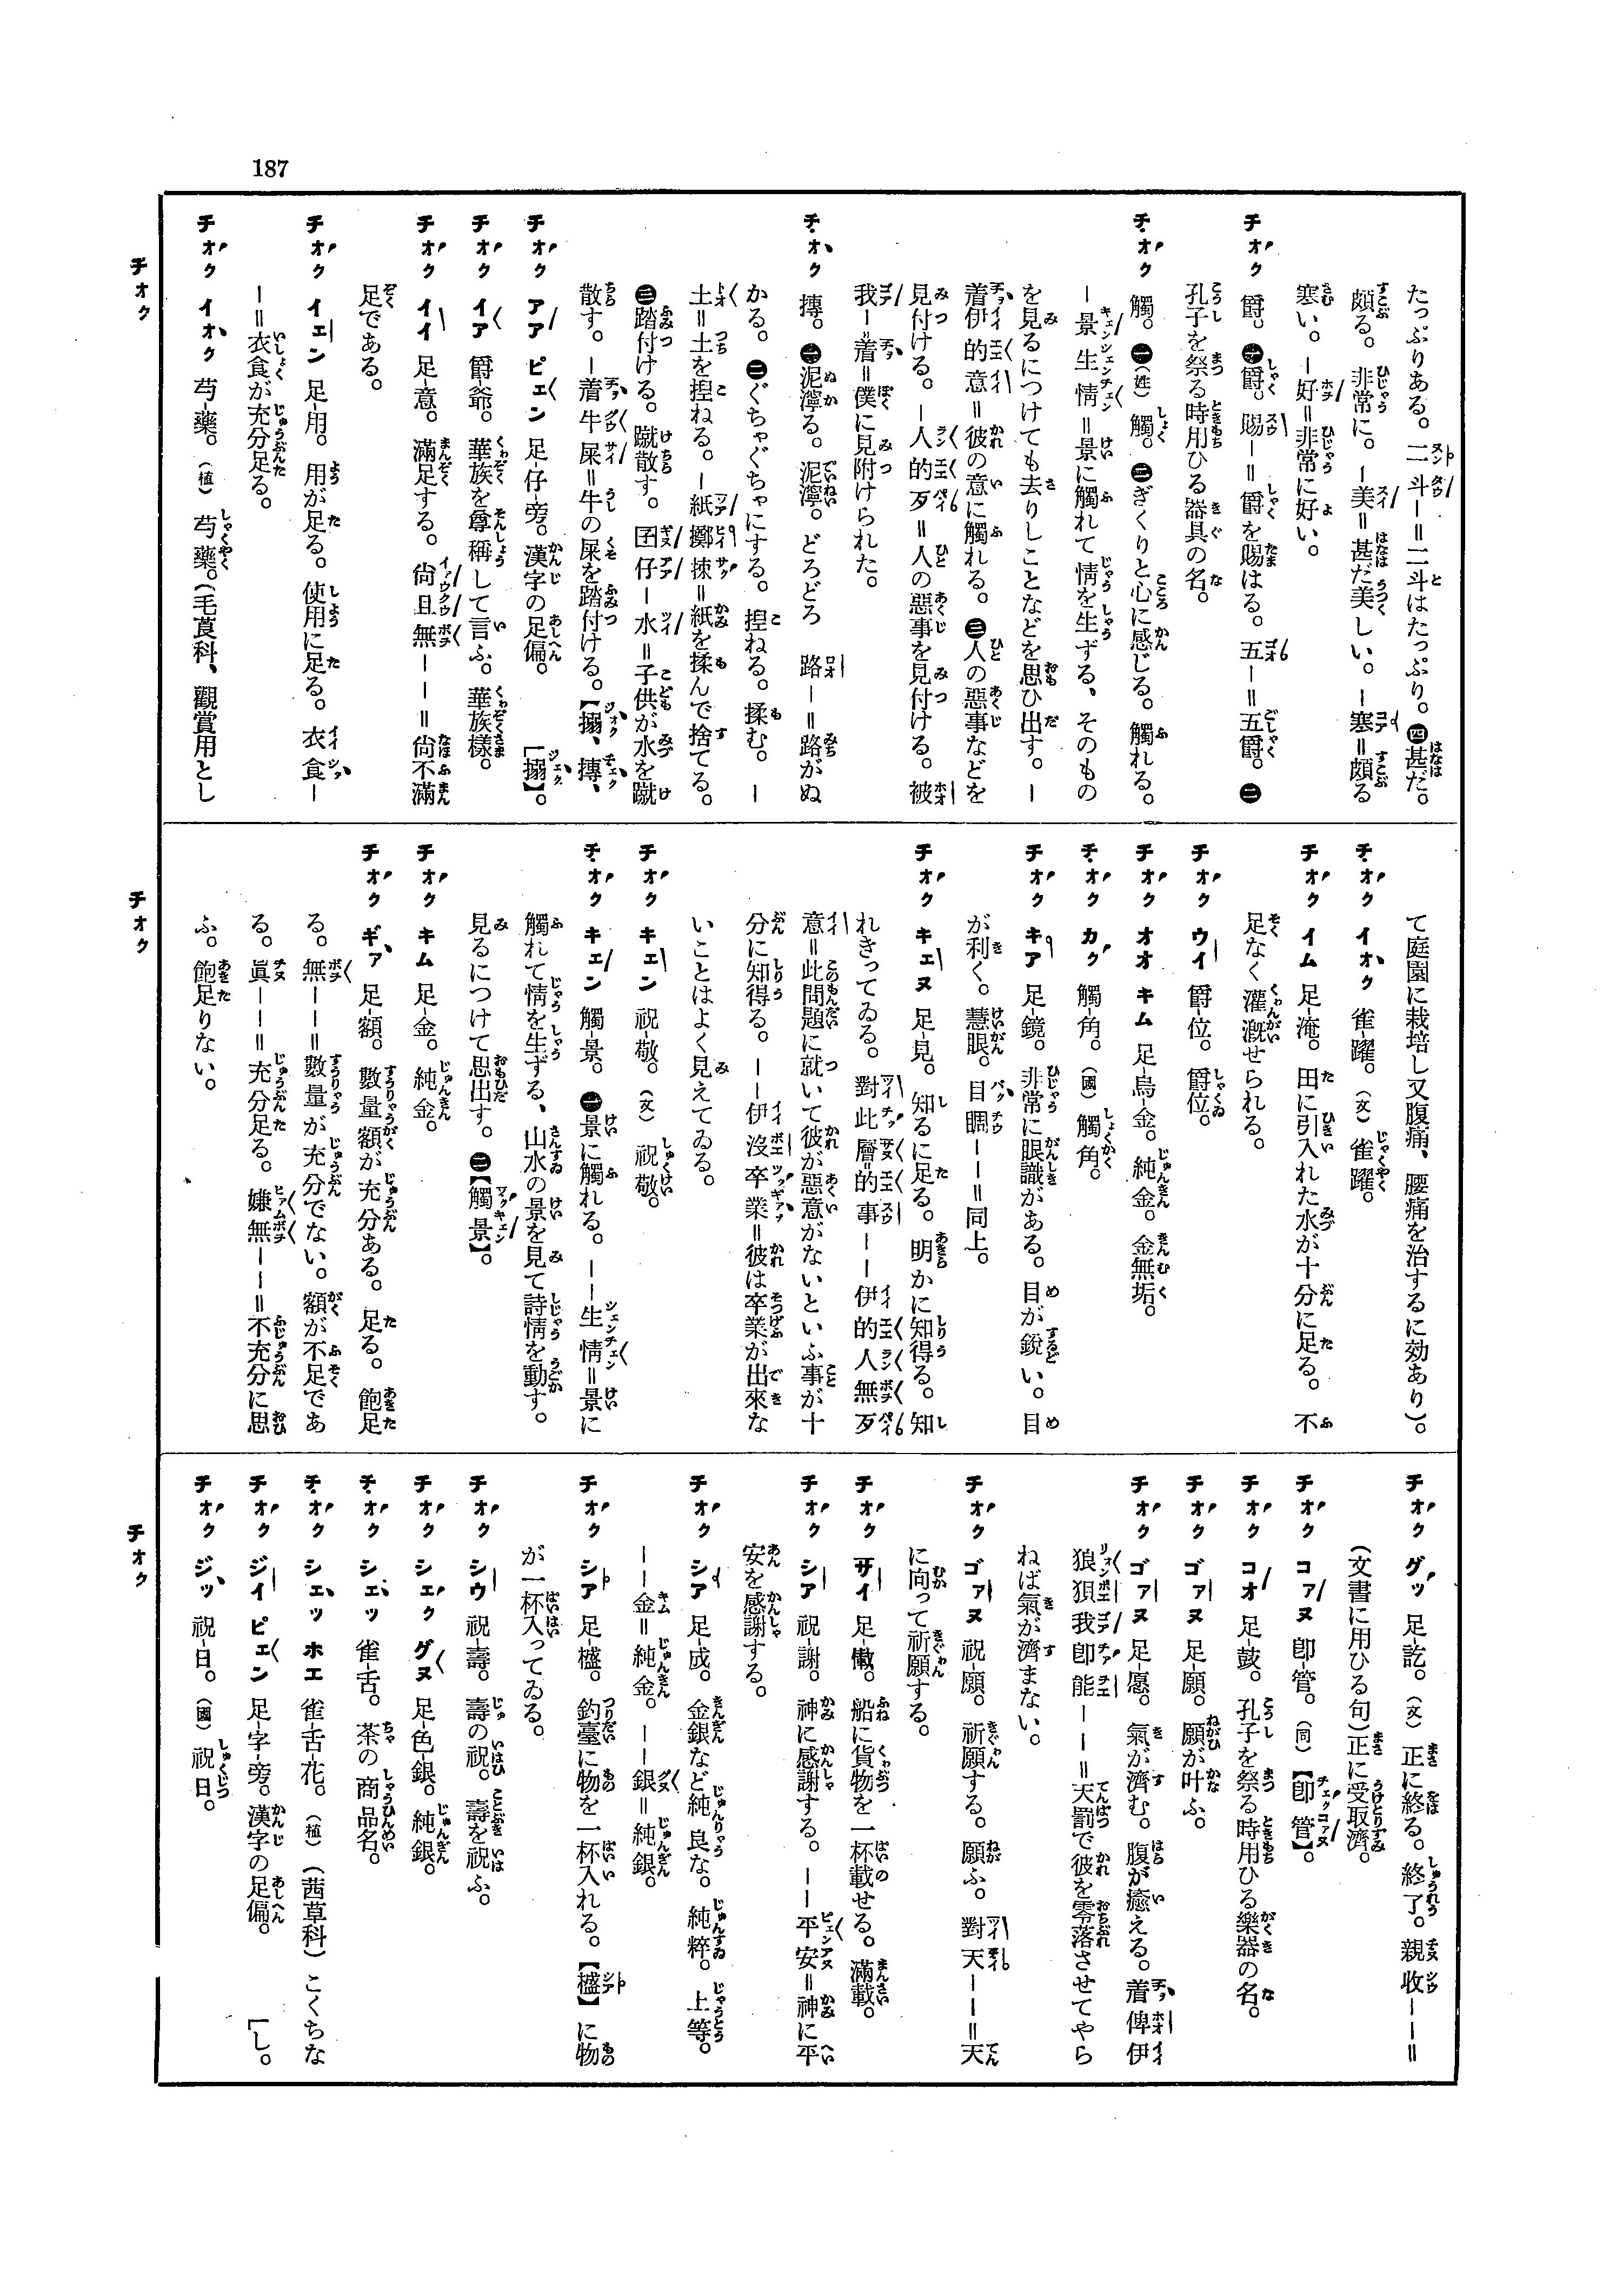 187
たっぷりある。二斗ー＝二斗はたっぷり。㊃甚だ。
頗る。非常に。ー美＝甚だ美しい。ー寒＝頗る
寒い。ー好＝非常に好い。
チオク 爵。㊀爵。賜ー＝爵を賜はる。五ー＝五爵。㊁
孔子を祭る時用ひる器具の名。
チオク 觸。㊀（姓）觸。㊁ぎくりと心に感じる。觸れる。
ー景生情＝景に觸れて情を生ずる、そのもの
を見るにつけても去りしことなどを思ひ出す。ー
着伊的意＝彼の意に觸れる。㊂人の惡事などを
見付ける。ー人的歹＝人の惡事を見付ける。被
我ー着＝僕に見附けられた。
チオク 摶。㊀泥濘る。泥濘。どろどろ 路ー＝路がぬ
かる。㊁ぐちゃぐちゃにする。揑ねる。揉む。ー
土＝土を揑ねる。ー紙擲捒＝紙を揉んで捨てる。
㊂踏付ける。蹴散す。囝仔ー水＝子供が水を蹴
散す。ー着牛屎＝牛の屎を踏付ける。【搦、摶、
チオク アア ピェン 足-仔-旁。漢字の足偏。 ［搦】。
チオク イア 爵-爺。華族を尊稱して言ふ。華族樣。
チオク イイ 足-意。滿足する。尙且無ーー＝尙不滿
足である。
チオク イェン 足-用。用が足る。使用に足る。衣食ー
ー＝衣食が充分足る。
チオク イオク 芍-藥。（植）芍藥。（毛莨科、觀賞用とし
チオク
て庭園に栽培し又腹痛、腰痛を治するに効あり）。
チオク イオク 雀-躍。（文）雀躍。
チオク イム 足-淹。田に引入れた水が十分に足る。不
足なく灌漑せられる。
チオク ウイ 爵-位。爵位。
チオク オオ キム 足-烏-金。純金。金無垢。
チオク カク 觸-角。（國）觸角。
チオク キア 足-鏡。非常に眼識がある。目が銳い。目
が利く。慧眼。目睭ーー＝同上。
チオク キェヌ 足-見。知るに足る。明かに知得る。知
れきってゐる。對此層的事ーー伊的人無歹
意＝此問題に就いて彼が惡意がないといふ事が十
分に知得る。ーー伊沒卒業＝彼は卒業が出來な
いことはよく見えてゐる。
チオク キェン 祝-敬。（文）祝敬。
チオク キェン 觸-景。㊀景に觸れる。ーー生情＝景に
觸れて情を生ずる、山水の景を見て詩情を動す。
見るにつけて思出す。㊁【觸景】。
チオク キム 足-金。純金。
チオク ギァ 足-額。數量額が充分ある。足る。飽足
る。無ーー＝數量が充分でない。額が不足であ
る。眞ーー＝充分足る。嫌無ーー＝不充分に思
ふ。飽足りない。
チオク
チオク グッ 足-訖。（文）正に終る。終了。親收ーー＝
（文書に用ひる句）正に受取濟。
チオク コァヌ 卽-管。（同）【卽管】。
チオク コオ 足-鼓。孔子を祭る時用ひる樂器の名。
チオク ゴァヌ 足-願。願が叶ふ。
チオク ゴァヌ 足-愿。氣が濟む。腹が癒える。着俾伊
狼狽我卽能ーー＝天罰で彼を零落させてやら
ねば氣が濟まない。
チオク ゴァヌ 祝-願。祈願する。願ふ。對天ーー＝天
に向って祈願する。
チオク サイ 足-儎。船に貨物を一杯載せる。滿載。
チオク シア 祝-謝。神に感謝する。ーー平安＝神に平
安を感謝する。
チオク シア 足-成。金銀など純良な。純粹。上等。
ーー金＝純金。ーー銀＝純銀。
チオク シア 足-㯼。釣臺に物を一杯入れる。【㯼】に物
が一杯入ってゐる。
チオク シウ 祝-壽。壽の祝。壽を祝ふ。
チオク シェク グヌ 足-色-銀。純銀。
チオク シェッ 雀-舌。茶の商品名。
チオク シェッ ホエ 雀-舌-花。（植）（茜草科）こくちな
チオク ジイ ピェン 足-字-旁。漢字の足偏。 ［し。
チオク ジッ 祝-日。（國）祝日。
チオク